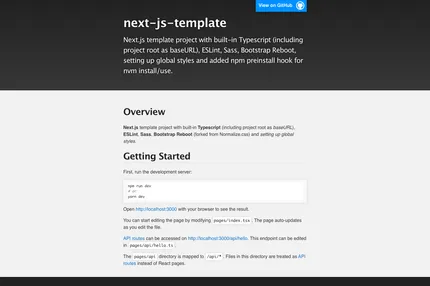 View on GitHub
next-js-template
Next.js template project with built-in Typescript (including
project root as baseURL), ESLint, Sass, Bootstrap Reboot,
setting up global styles and added npm preinstall hook for
nvm install/use.
Overview
Next.js template project with built-in Typescript (including project root as baseURL),
ESLint, Sass, Bootstrap Reboot (forked from Normalize.css) and setting up global
styles.
Getting Started
First, run the development server:
npm run dev
# or
yarn dev
Open http://localhost:3000 with your browser to see the result.
You can start editing the page by modifying pages/index.tsx. The page auto-updates
as you edit the file.
API routes can be accessed on http://localhost:3000/api/hello. This endpoint can be edited
in pages/api/hello.ts.
The pages/api directory is mapped to /api/*. Files in this directory are treated as API
routes instead of React pages.